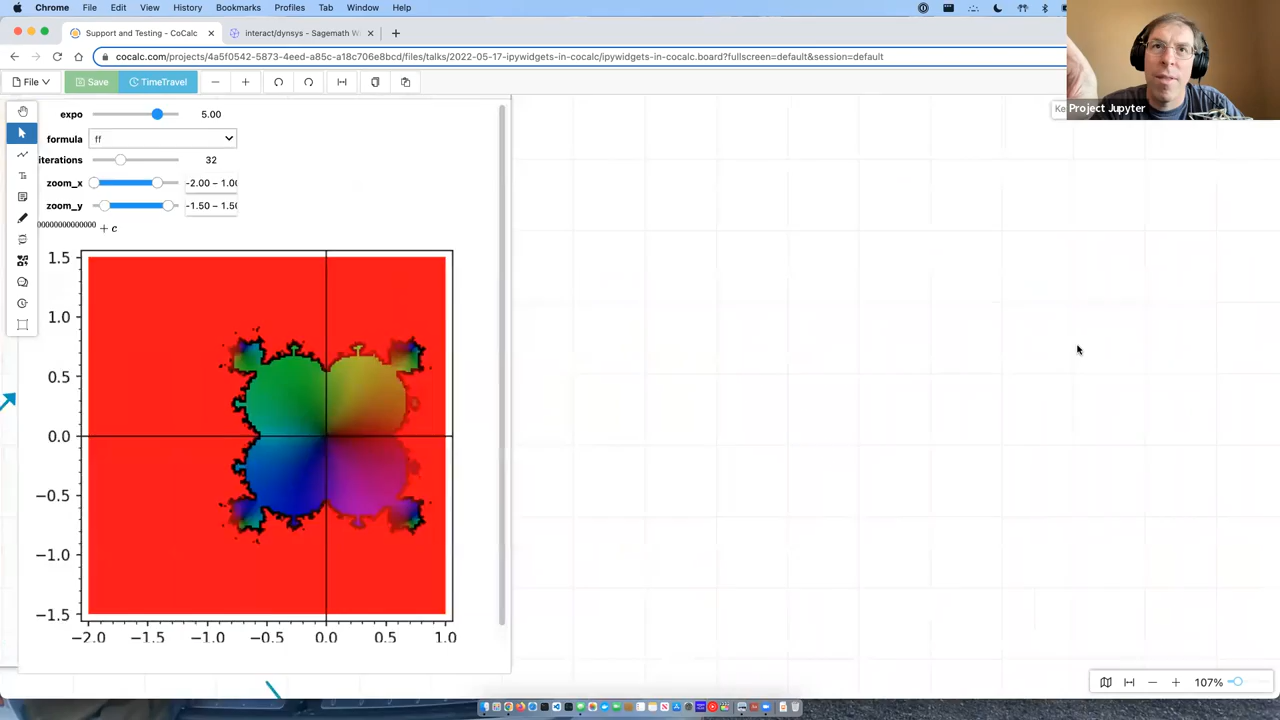 Chrome File Edit View History Bookmarks Profiles Tab Window Help
Support and Testing - CoCalc
interact/dynsys - Sagemath W
cocalc.com/projects/4a5f0542-5873-4eed-a85c-a18c706e8bcd/files/talks/2022-05-17-ipywidgets-in-cocalc/ipywidgets-in-cocalc.board?fullscreen=default&session=default
File Save TimeTravel
Ke
Project Jupyter
expo 5.00
formula ff
iterations 32
zoom_x -2.00 – 1.00
zoom_y -1.50 – 1.50
00000000000000 + c
1.5
1.0
0.5
0.0
−0.5
−1.0
−1.5
−2.0 −1.5 −1.0 −0.5 0.0 0.5 1.0
107%